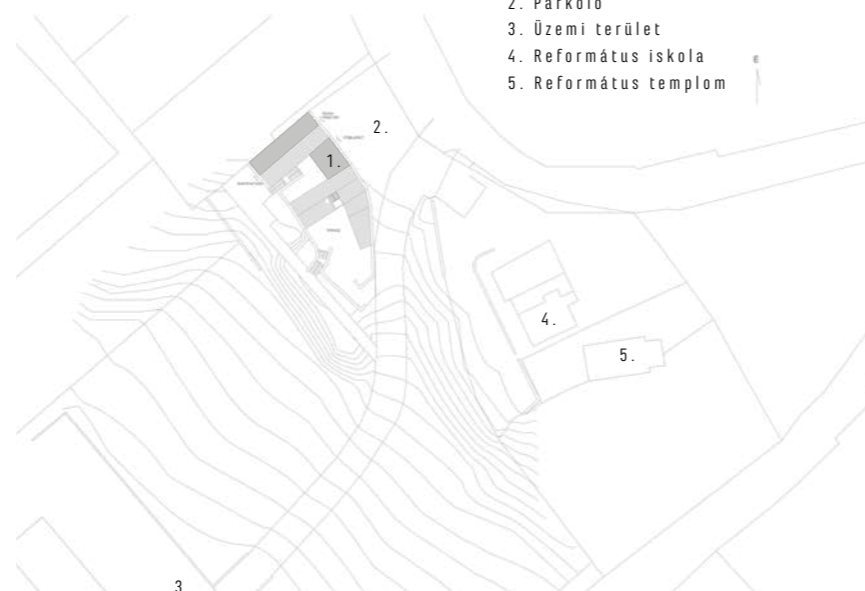 2. Parkoló
3. Üzemi terület
4. Református iskola
5. Református templom
2.
1.
4.
5.
3